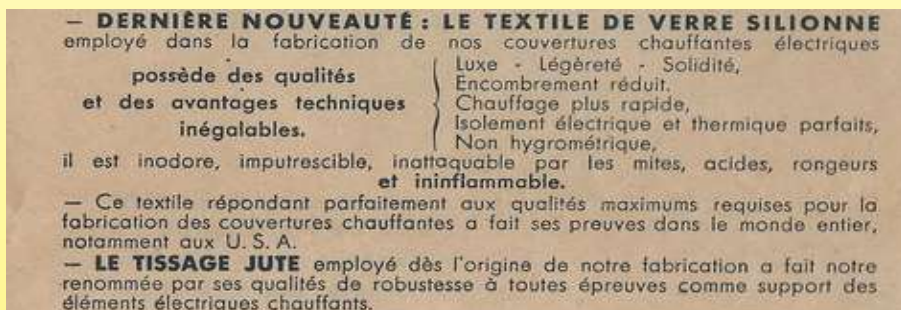 — DERNIÈRE NOUVEAUTÉ : LE TEXTILE DE VERRE SILIONNE
employé dans la fabrication de nos couvertures chauffantes électriques
possède des qualités
et des avantages techniques
inégalables.
Luxe - Légèreté - Solidité,
Encombrement réduit.
Chauffage plus rapide,
Isolement électrique et thermique parfaits,
Non hygrométrique,
il est inodore, imputrescible, inattaquable par les mites, acides, rongeurs
et ininflammable.
— Ce textile répondant parfaitement aux qualités maximums requises pour la
fabrication des couvertures chauffantes a fait ses preuves dans le monde entier,
notamment aux U. S. A.
— LE TISSAGE JUTE employé dès l'origine de notre fabrication a fait notre
renommée par ses qualités de robustesse à toutes épreuves comme support des
éléments électriques chauffants.